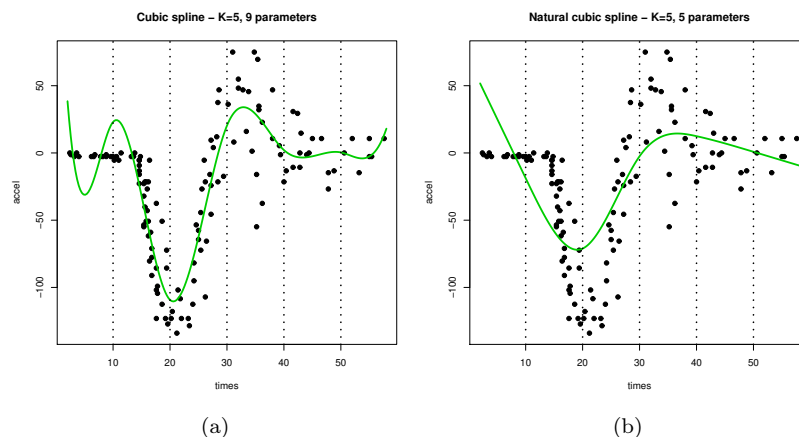 Cubic spline – K=5, 9 parameters
accel
50
0
−50
−100
10
20
30
40
50
times
(a)
Natural cubic spline – K=5, 5 parameters
accel
50
0
−50
−100
10
20
30
40
50
times
(b)